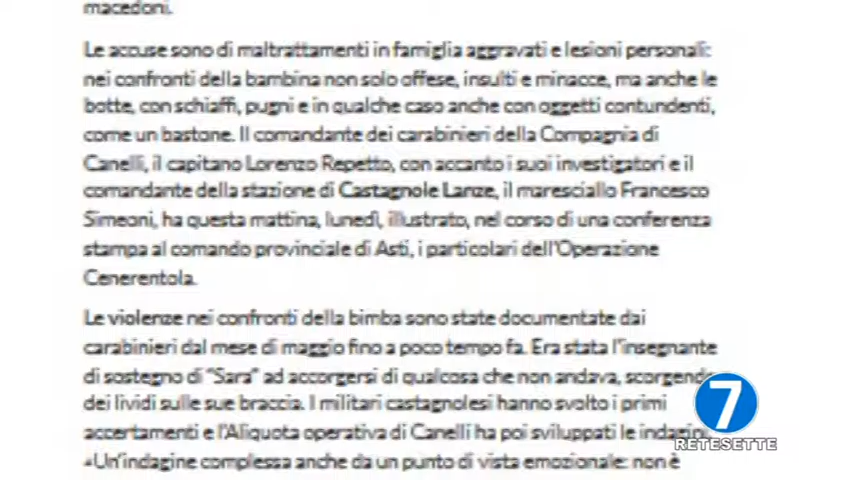 macedoni.
Le accuse sono di maltrattamenti in famiglia aggravati e lesioni personali:
nei confronti della bambina non solo offese, insulti e minacce, ma anche le
botte, con schiaffi, pugni e in qualche caso anche con oggetti contundenti,
come un bastone. Il comandante dei carabinieri della Compagnia di
Canelli, il capitano Lorenzo Repetto, con accanto i suoi investigatori e il
comandante della stazione di Castagnole Lanze, il maresciallo Francesco
Simeoni, ha questa mattina, lunedì, illustrato, nel corso di una conferenza
stampa al comando provinciale di Asti, i particolari dell'Operazione
Cenerentola.
Le violenze nei confronti della bimba sono state documentate dai
carabinieri dal mese di maggio fino a poco tempo fa. Era stata l'insegnante
di sostegno di "Sara" ad accorgersi di qualcosa che non andava, scorgendo
dei lividi sulle sue braccia. I militari castagnolesi hanno svolto i primi
accertamenti e l'Aliquota operativa di Canelli ha poi sviluppati le indagini.
«Un'indagine complessa anche da un punto di vista emozionale: non è
7
RETESETTE